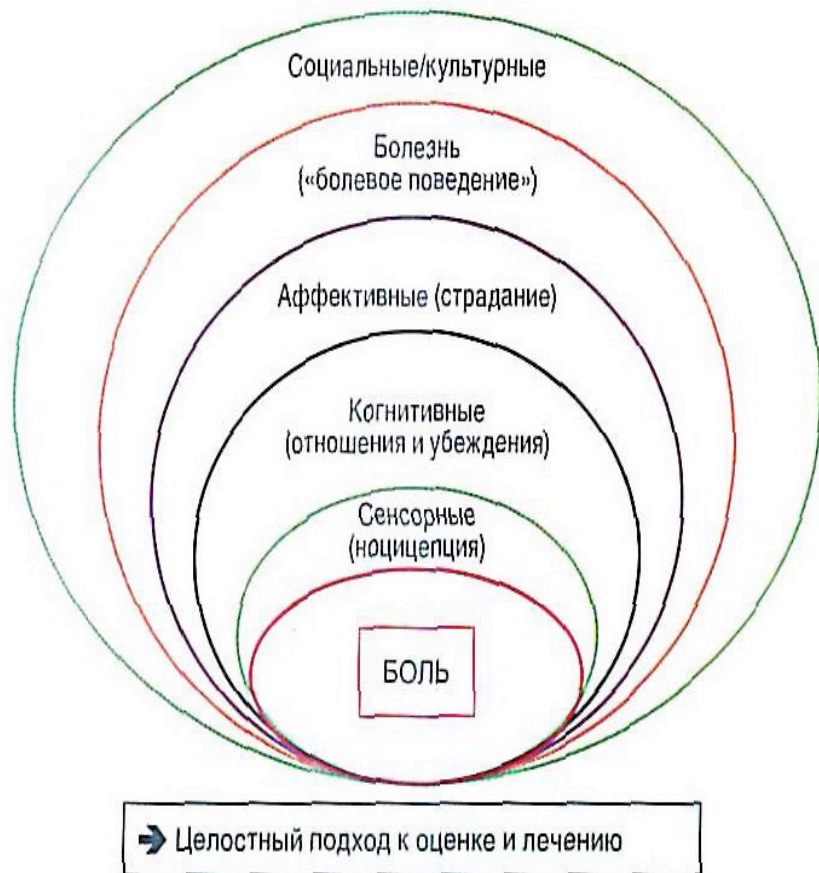 Социальные/культурные
Болезнь
(«болевое поведение»)
Аффективные (страдание)
Когнитивные
(отношения и убеждения)
Сенсорные
(ноцицепция)
БОЛЬ
➔ Целостный подход к оценке и лечению